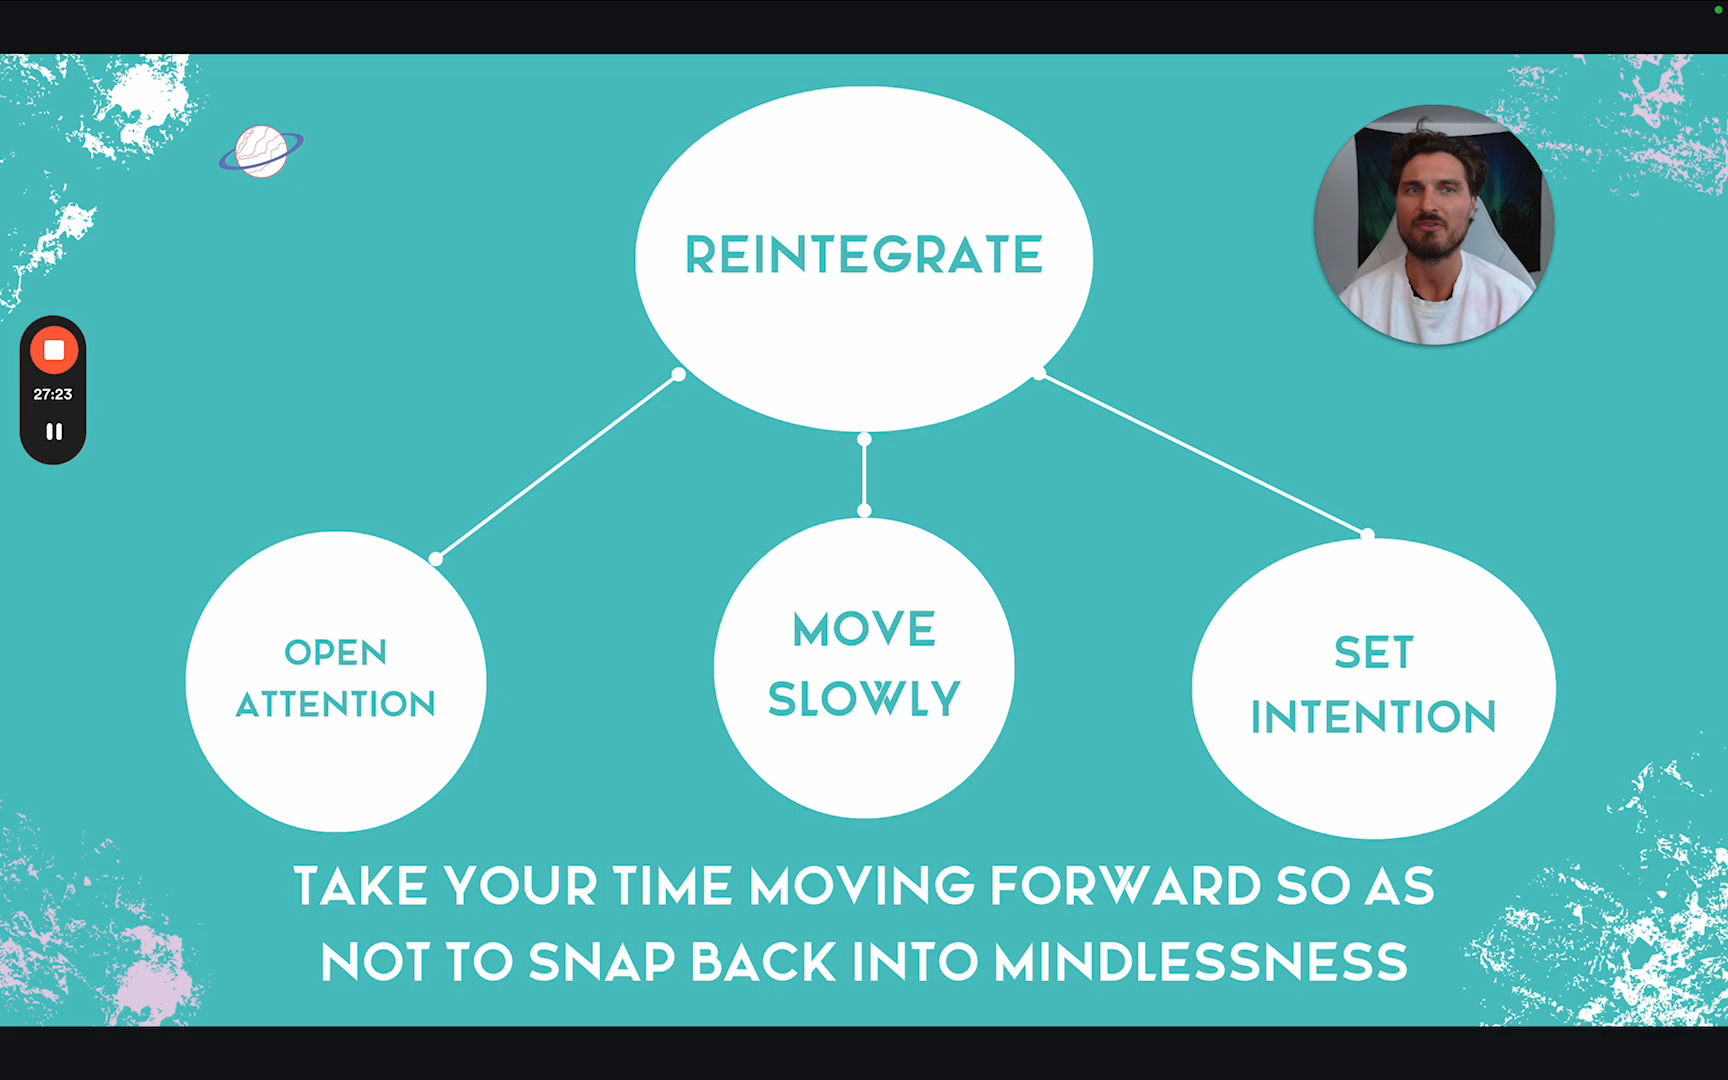 REINTEGRATE
27:23
OPEN
ATTENTION
MOVE
SLOWLY
SET
INTENTION
TAKE YOUR TIME MOVING FORWARD SO AS
NOT TO SNAP BACK INTO MINDLESSNESS